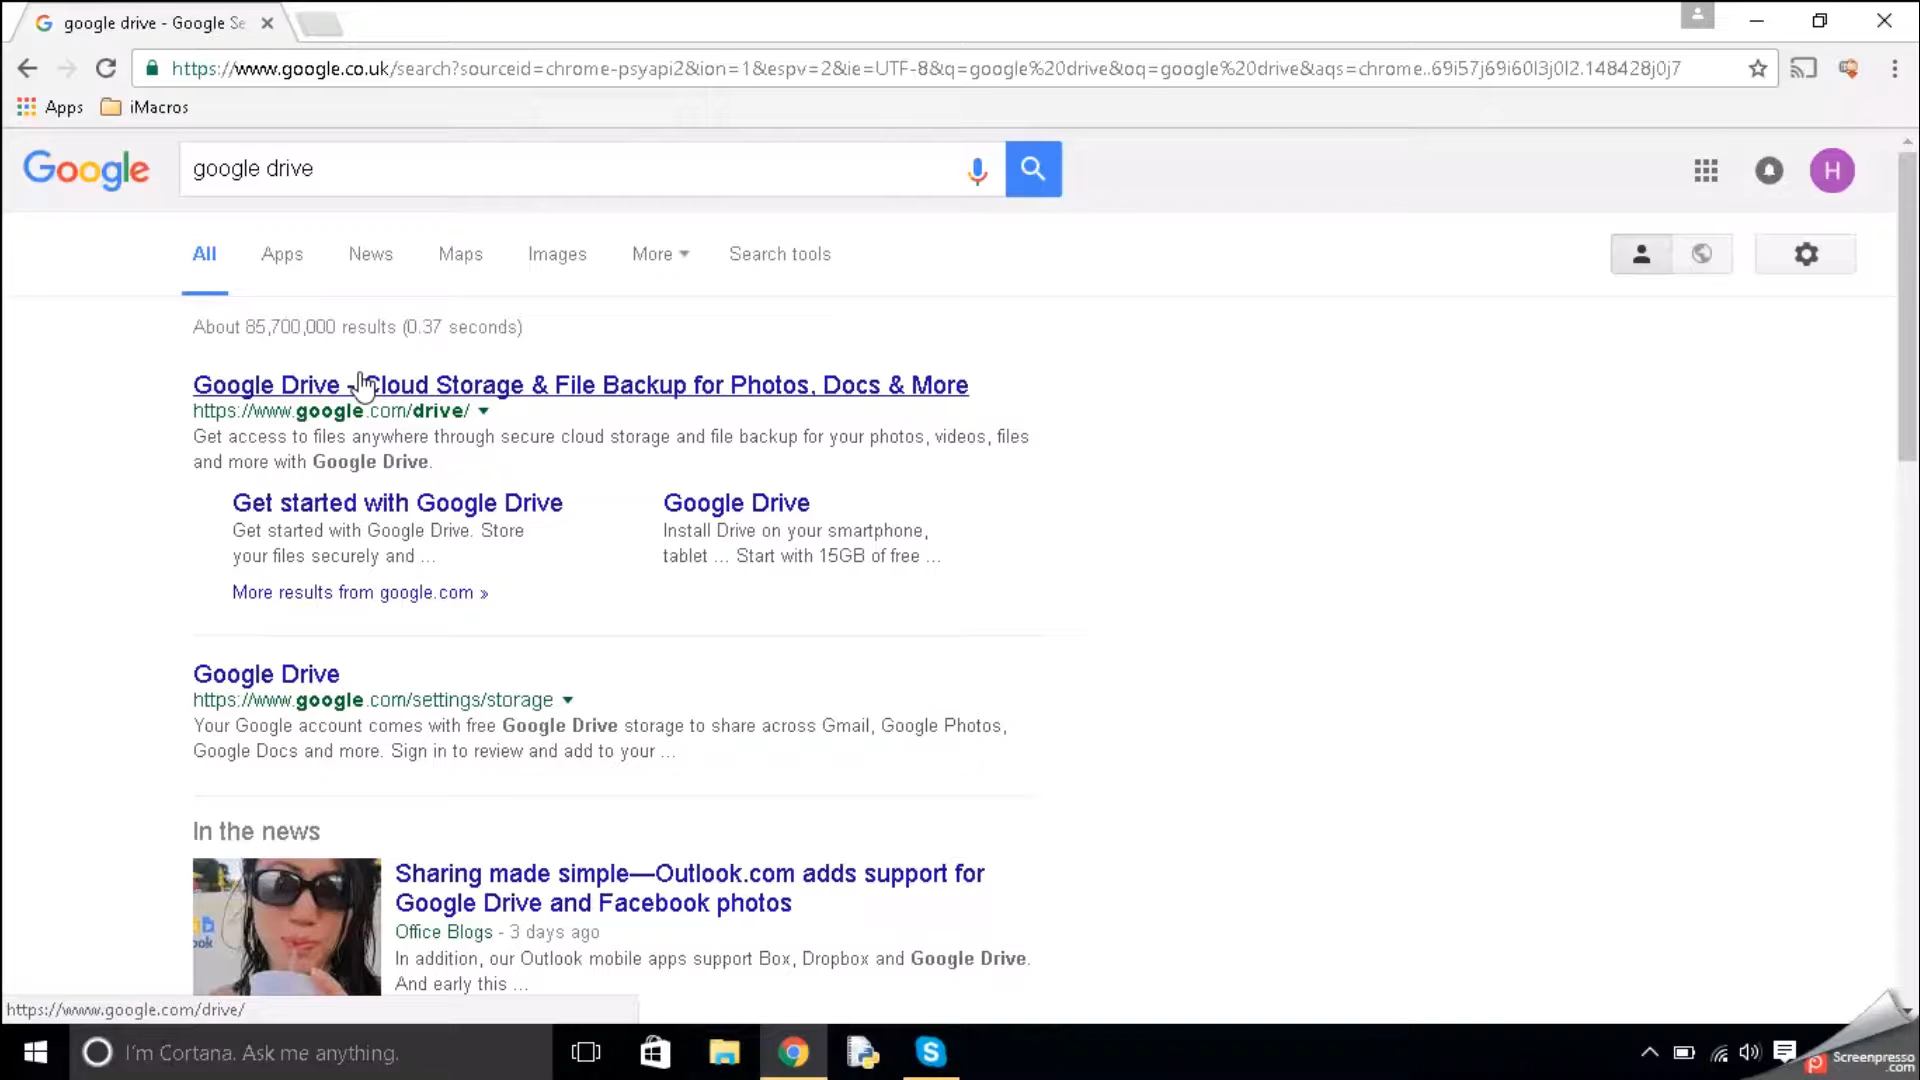 google drive - Google Se
https://www.google.co.uk/search?sourceid=chrome-psyapi2&ion=1&espv=2&ie=UTF-8&q=google%20drive&oq=google%20drive&aqs=chrome..69i57j69i60l3j0l2.148428j0j7
Apps iMacros
Google google drive H
All Apps News Maps Images More Search tools
About 85,700,000 results (0.37 seconds)
Google Drive - Cloud Storage & File Backup for Photos, Docs & More
https://www.google.com/drive/
Get access to files anywhere through secure cloud storage and file backup for your photos, videos, files
and more with Google Drive.
Get started with Google Drive
Get started with Google Drive. Store
your files securely and ...
Google Drive
Install Drive on your smartphone,
tablet ... Start with 15GB of free ...
More results from google.com »
Google Drive
https://www.google.com/settings/storage
Your Google account comes with free Google Drive storage to share across Gmail, Google Photos,
Google Docs and more. Sign in to review and add to your ...
In the news
Sharing made simple—Outlook.com adds support for
Google Drive and Facebook photos
Office Blogs - 3 days ago
In addition, our Outlook mobile apps support Box, Dropbox and Google Drive.
And early this ...
ook
https://www.google.com/drive/
I'm Cortana. Ask me anything.
Screenpresso
.com